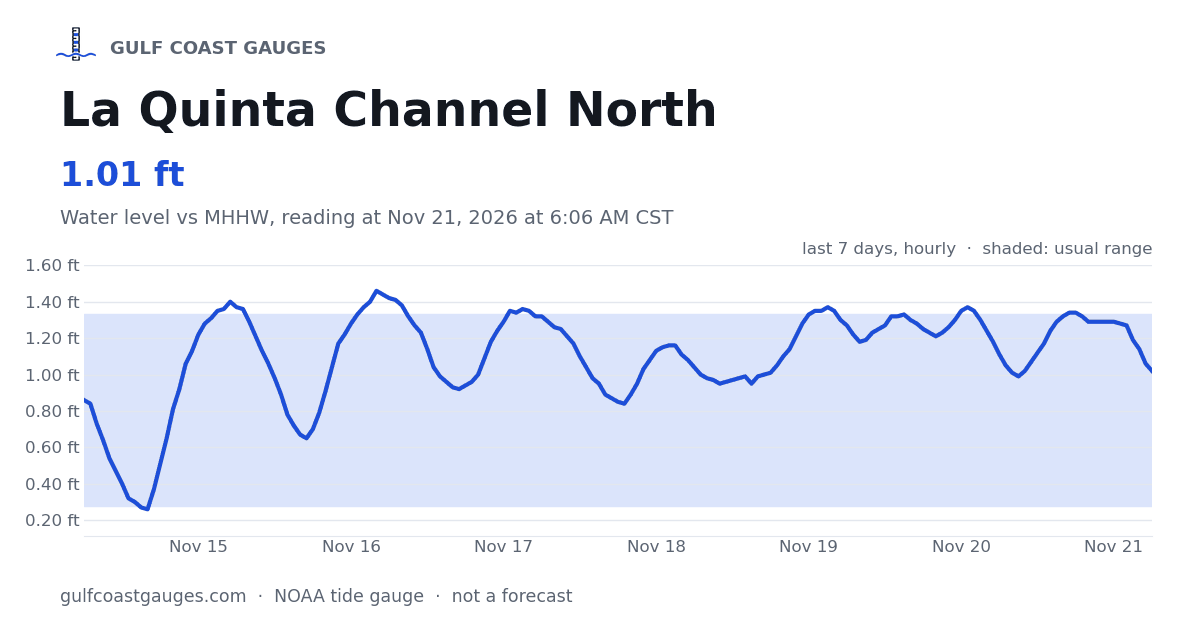 GULF COAST GAUGES
La Quinta Channel North
1.01 ft
Water level vs MHHW, reading at Nov 21, 2026 at 6:06 AM CST
last 7 days, hourly · shaded: usual range
1.60 ft
1.40 ft
1.20 ft
1.00 ft
0.80 ft
0.60 ft
0.40 ft
0.20 ft
Nov 15 Nov 16 Nov 17 Nov 18 Nov 19 Nov 20 Nov 21
gulfcoastgauges.com · NOAA tide gauge · not a forecast